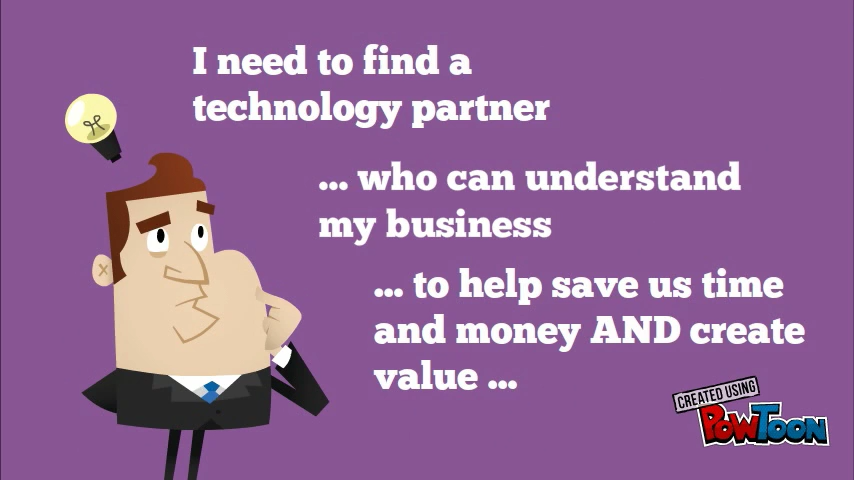 I need to find a
technology partner
... who can understand
my business
... to help save us time
and money AND create
value ...
CREATED USING
POWTOON